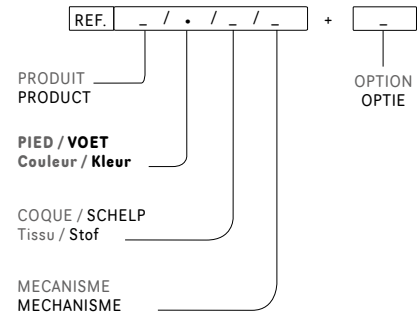 REF. _ / . / _ / _ + _
PRODUIT
PRODUCT
OPTION
OPTIE
PIED / VOET
Couleur / Kleur
COQUE / SCHELP
Tissu / Stof
MECANISME
MECHANISME